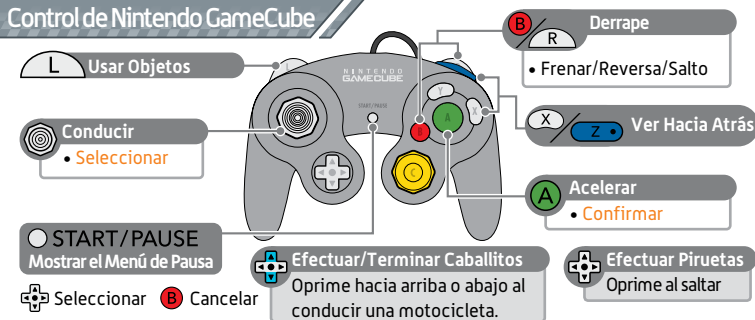 Control de Nintendo GameCube
L Usar Objetos
Conducir
• Seleccionar
START/PAUSE
Mostrar el Menú de Pausa
Seleccionar B Cancelar
L
NINTENDO
GAMECUBE
START/PAUSE
Y
X
A
B
C
B/R Derrape
• Frenar/Reversa/Salto
X/Z Ver Hacia Atrás
A Acelerar
• Confirmar
Efectuar/Terminar Caballitos
Oprime hacia arriba o abajo al
conducir una motocicleta.
Efectuar Piruetas
Oprime al saltar